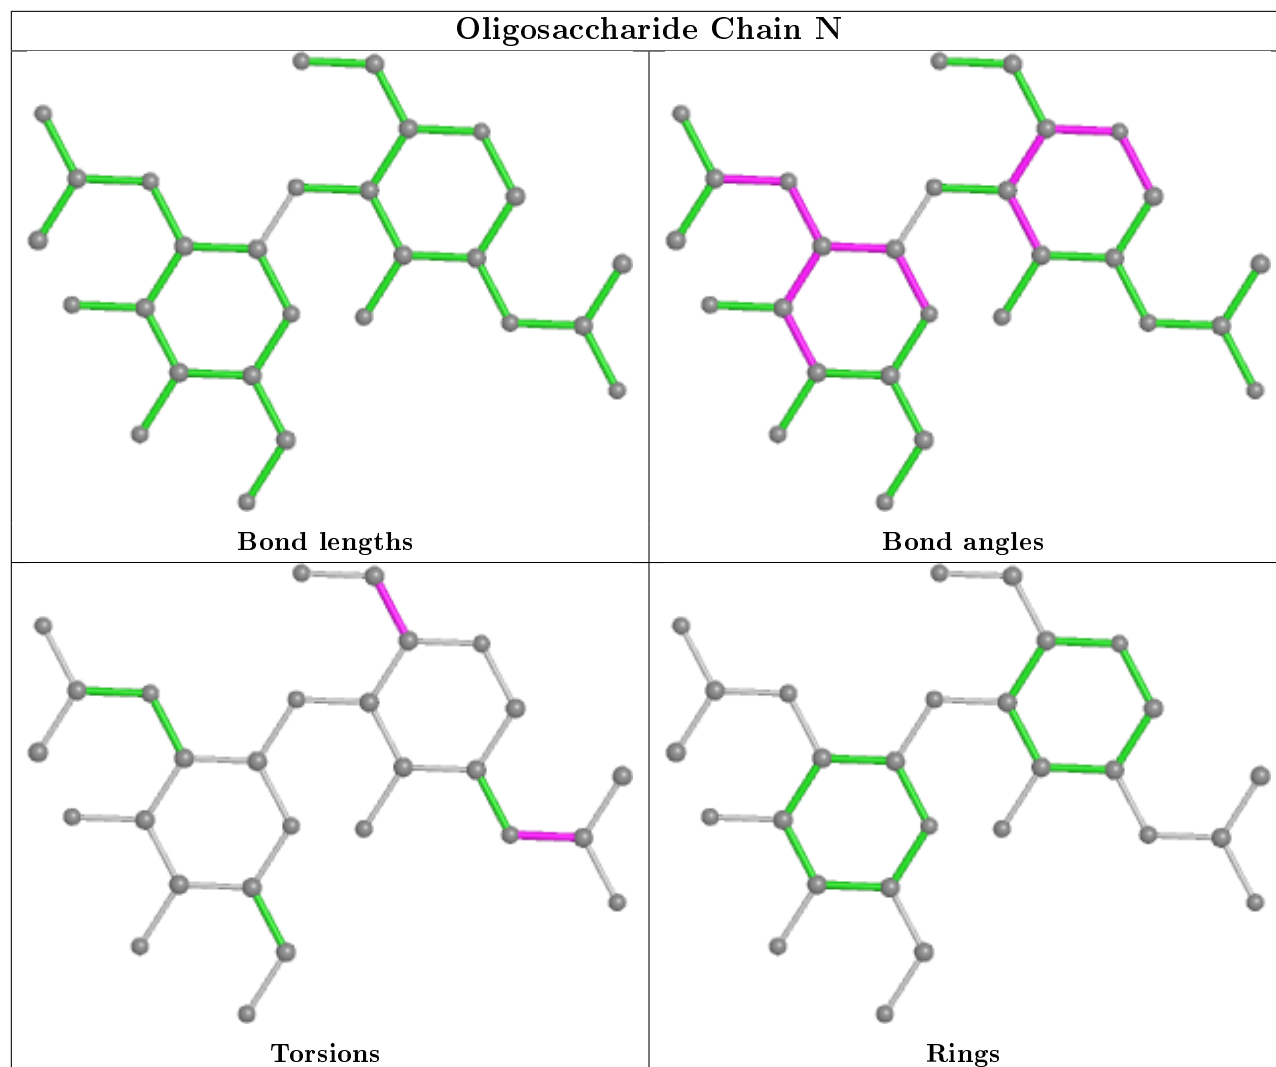 Oligosaccharide Chain N
Bond lengths
Bond angles
Torsions
Rings